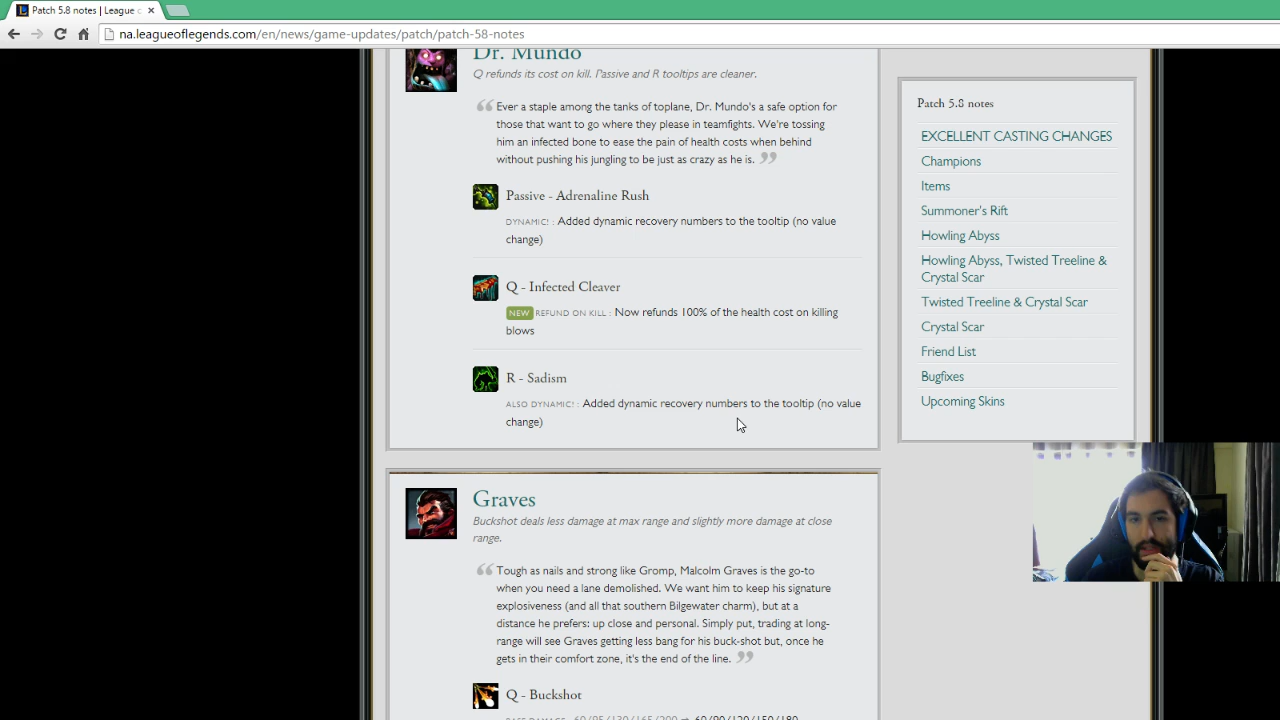 Patch 5.8 notes | League o
na.leagueoflegends.com/en/news/game-updates/patch/patch-58-notes
Dr. Mundo
Q refunds its cost on kill. Passive and R tooltips are cleaner.
Ever a staple among the tanks of toplane, Dr. Mundo's a safe option for
those that want to go where they please in teamfights. We're tossing
him an infected bone to ease the pain of health costs when behind
without pushing his jungling to be just as crazy as he is.
Passive - Adrenaline Rush
DYNAMIC! : Added dynamic recovery numbers to the tooltip (no value
change)
Q - Infected Cleaver
NEW REFUND ON KILL : Now refunds 100% of the health cost on killing
blows
R - Sadism
ALSO DYNAMIC! : Added dynamic recovery numbers to the tooltip (no value
change)
Graves
Buckshot deals less damage at max range and slightly more damage at close
range.
Tough as nails and strong like Gromp, Malcolm Graves is the go-to
when you need a lane demolished. We want him to keep his signature
explosiveness (and all that southern Bilgewater charm), but at a
distance he prefers: up close and personal. Simply put, trading at long-
range will see Graves getting less bang for his buck-shot but, once he
gets in their comfort zone, it's the end of the line.
Q - Buckshot
BASE DAMAGE : 60/95/130/165/200 ⇒ 60/90/120/150/180
Patch 5.8 notes
EXCELLENT CASTING CHANGES
Champions
Items
Summoner's Rift
Howling Abyss
Howling Abyss, Twisted Treeline &
Crystal Scar
Twisted Treeline & Crystal Scar
Crystal Scar
Friend List
Bugfixes
Upcoming Skins